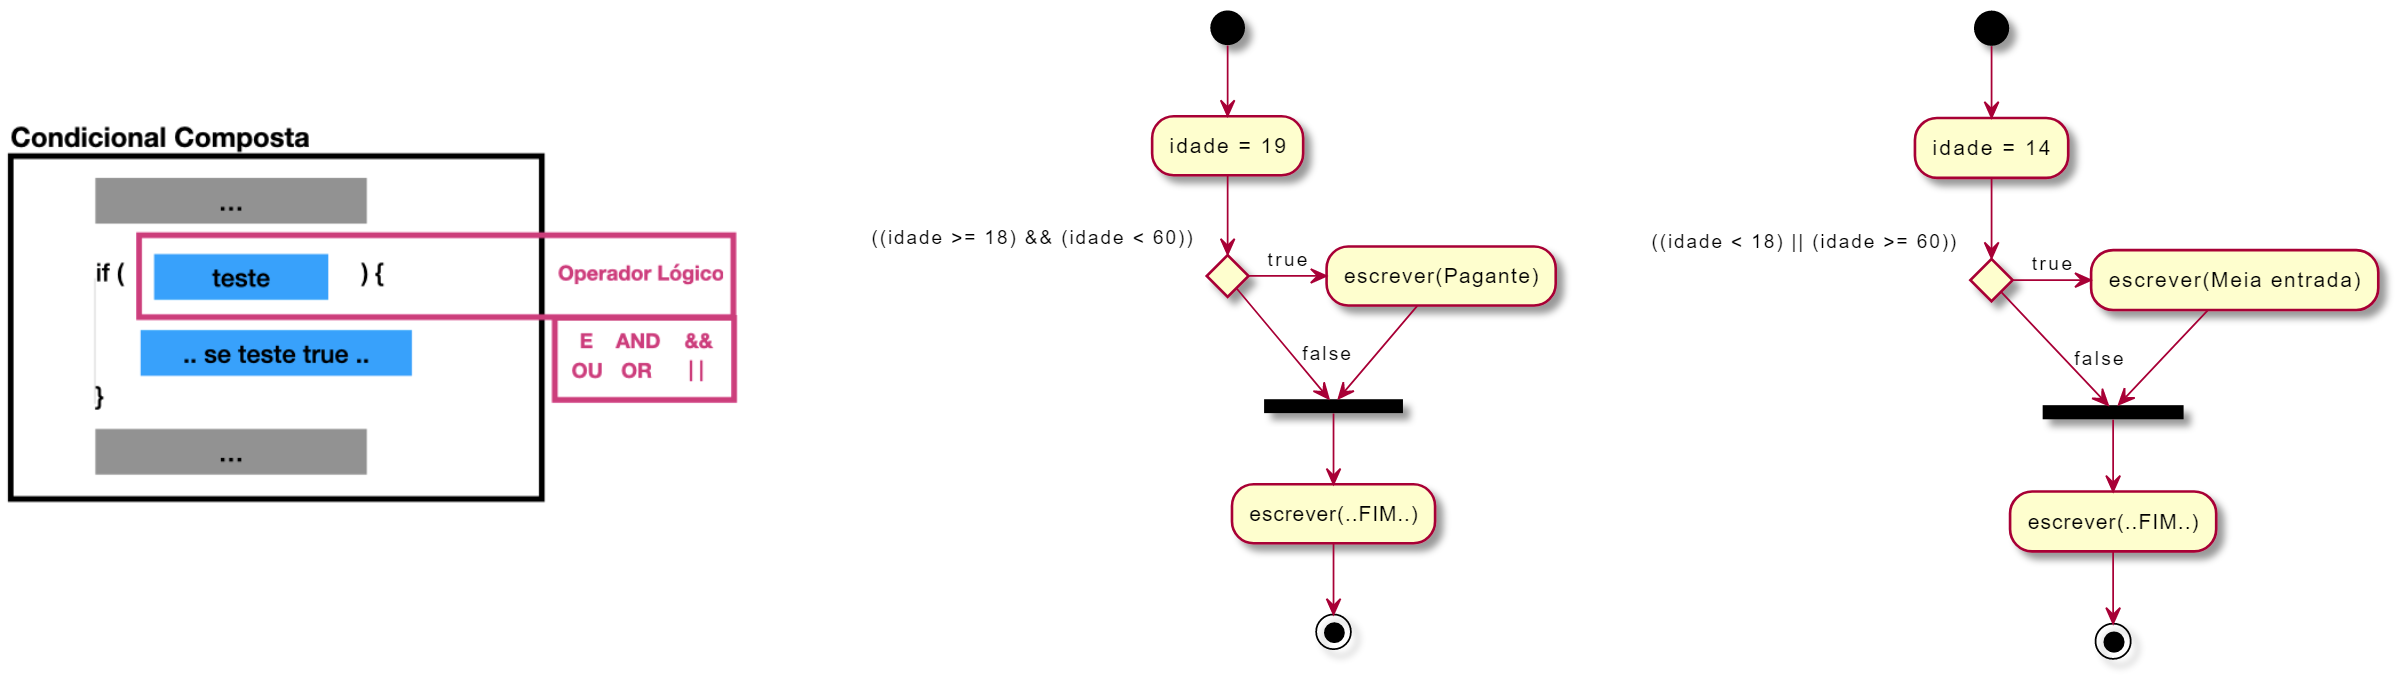 Condicional Composta
...
if ( teste ) {
Operador Lógico
.. se teste true ..
E AND &&
OU OR ||
}
...
idade = 19
((idade >= 18) && (idade < 60))
true
escrever(Pagante)
false
escrever(..FIM..)
idade = 14
((idade < 18) || (idade >= 60))
true
escrever(Meia entrada)
false
escrever(..FIM..)